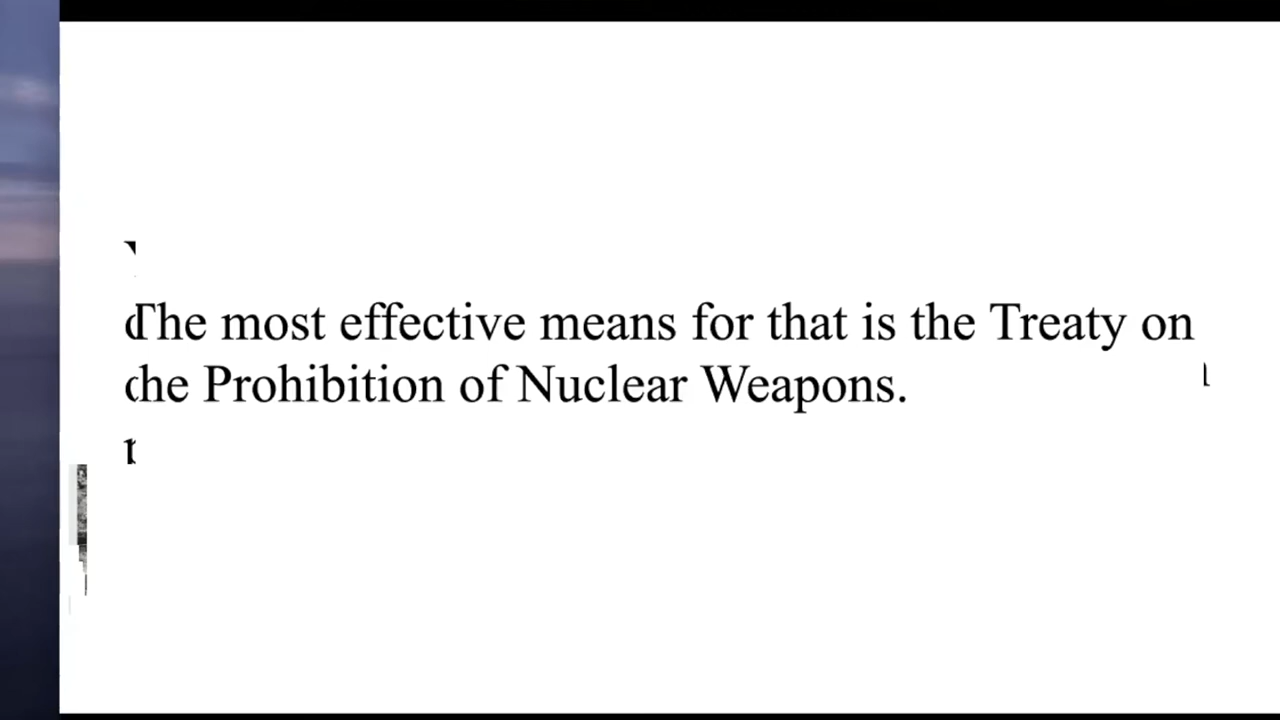 The most effective means for that is the Treaty on
the Prohibition of Nuclear Weapons.